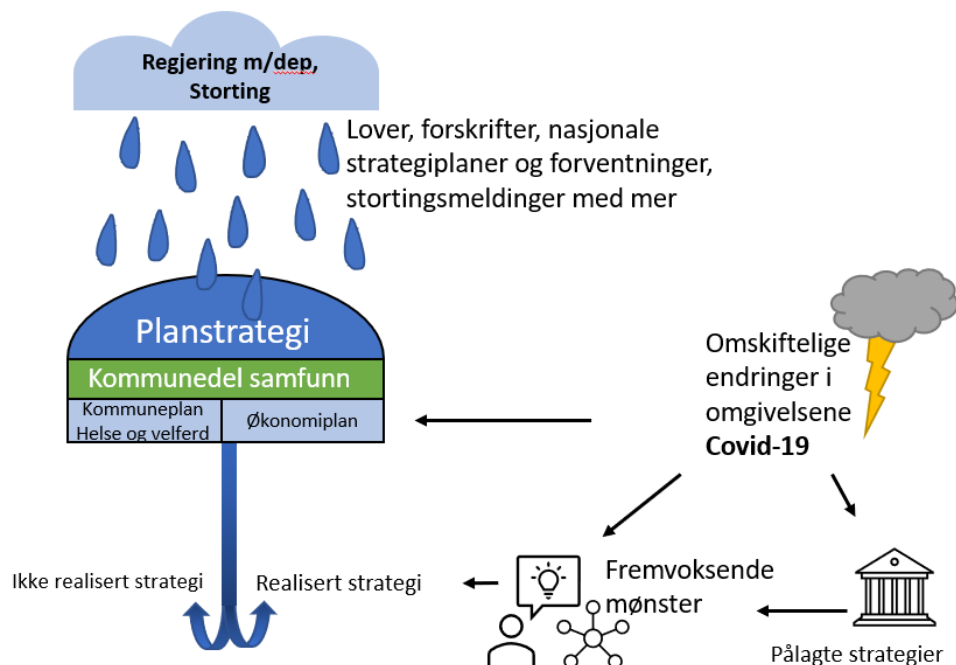 Regjering m/dep,
Storting
Lover, forskrifter, nasjonale
strategiplaner og forventninger,
stortingsmeldinger med mer
Planstrategi
Kommunedel samfunn
Kommuneplan
Helse og velferd
Økonomiplan
Omskiftelige
endringer i
omgivelsene
Covid-19
Ikke realisert strategi
Realisert strategi
Fremvoksende
mønster
Pålagte strategier